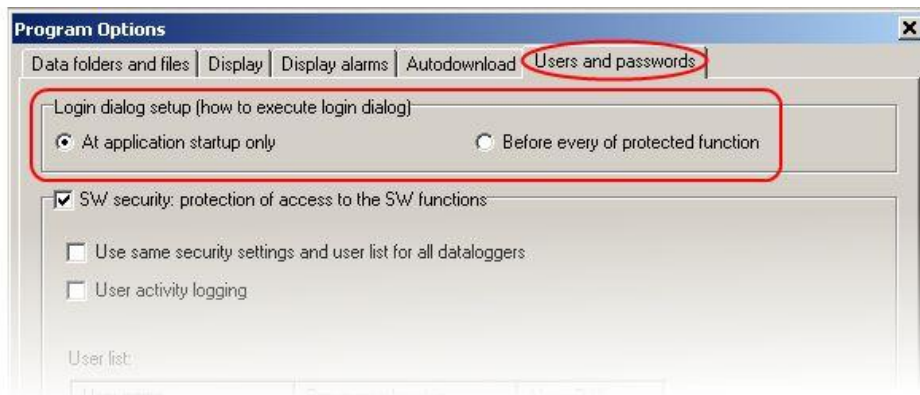 Program Options
Data folders and files Display Display alarms Autodownload Users and passwords
Login dialog setup (how to execute login dialog)
At application startup only Before every of protected function
SW security: protection of access to the SW functions
Use same security settings and user list for all dataloggers
User activity logging
User list: